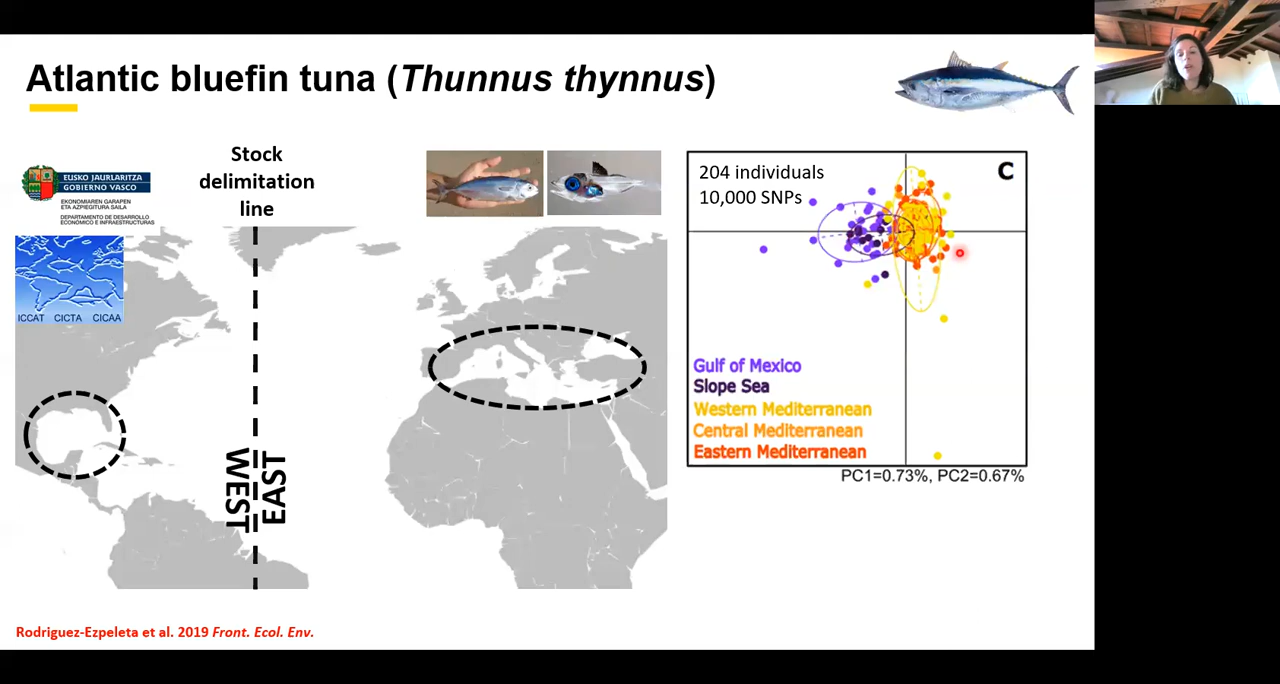 Atlantic bluefin tuna (Thunnus thynnus)
EUSKO JAURLARITZA
GOBIERNO VASCO
EKONOMIAREN GARAPEN
ETA AZPIEGITURA SAILA
DEPARTAMENTO DE DESARROLLO
ECONÓMICO E INFRAESTRUCTURAS
ICCAT CICTA CICAA
Stock
delimitation
line
WEST
EAST
204 individuals
10,000 SNPs
C
Gulf of Mexico
Slope Sea
Western Mediterranean
Central Mediterranean
Eastern Mediterranean
PC1=0.73%, PC2=0.67%
Rodriguez-Ezpeleta et al. 2019 Front. Ecol. Env.